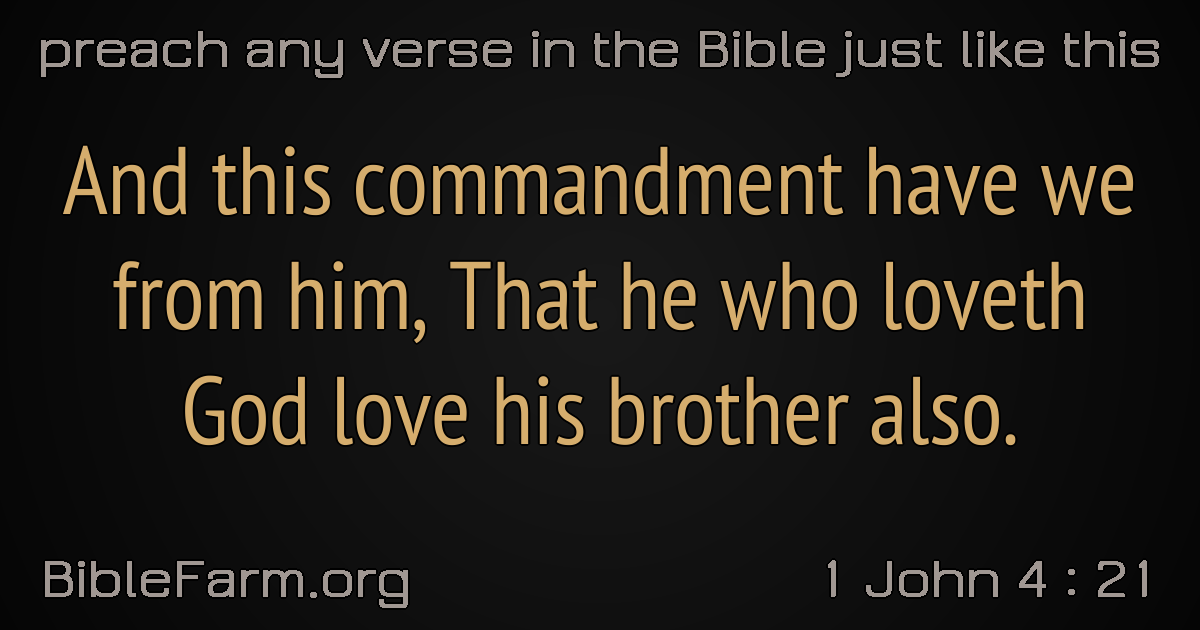 preach any verse in the Bible just like this
And this commandment have we
from him, That he who loveth
God love his brother also.
BibleFarm.org
1 John 4 : 21